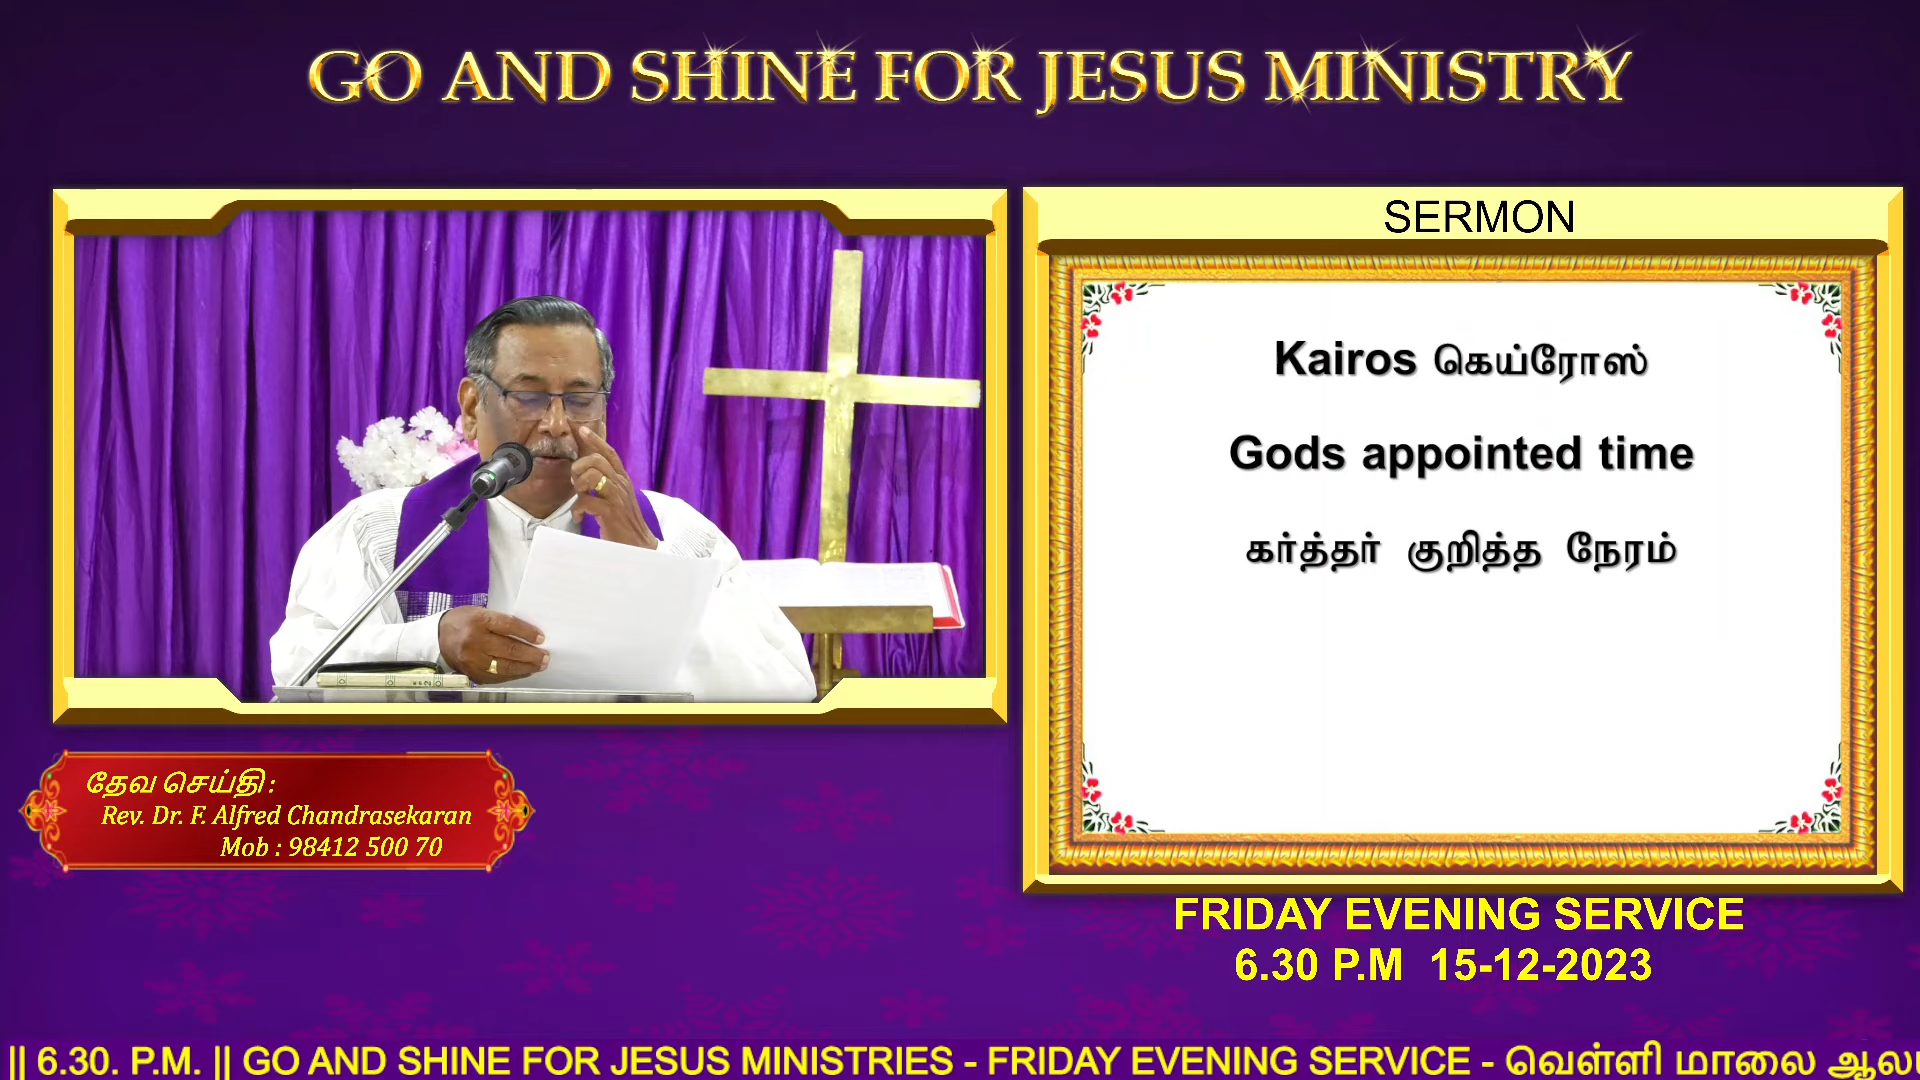 GO AND SHINE FOR JESUS MINISTRY
SERMON
Kairos கெய்ரோஸ்
Gods appointed time
கர்த்தர் குறித்த நேரம்
தேவ செய்தி :
Rev. Dr. F. Alfred Chandrasekaran
Mob : 98412 500 70
FRIDAY EVENING SERVICE
6.30 P.M 15-12-2023
|| 6.30. P.M. || GO AND SHINE FOR JESUS MINISTRIES - FRIDAY EVENING SERVICE - வெள்ளி மாலை